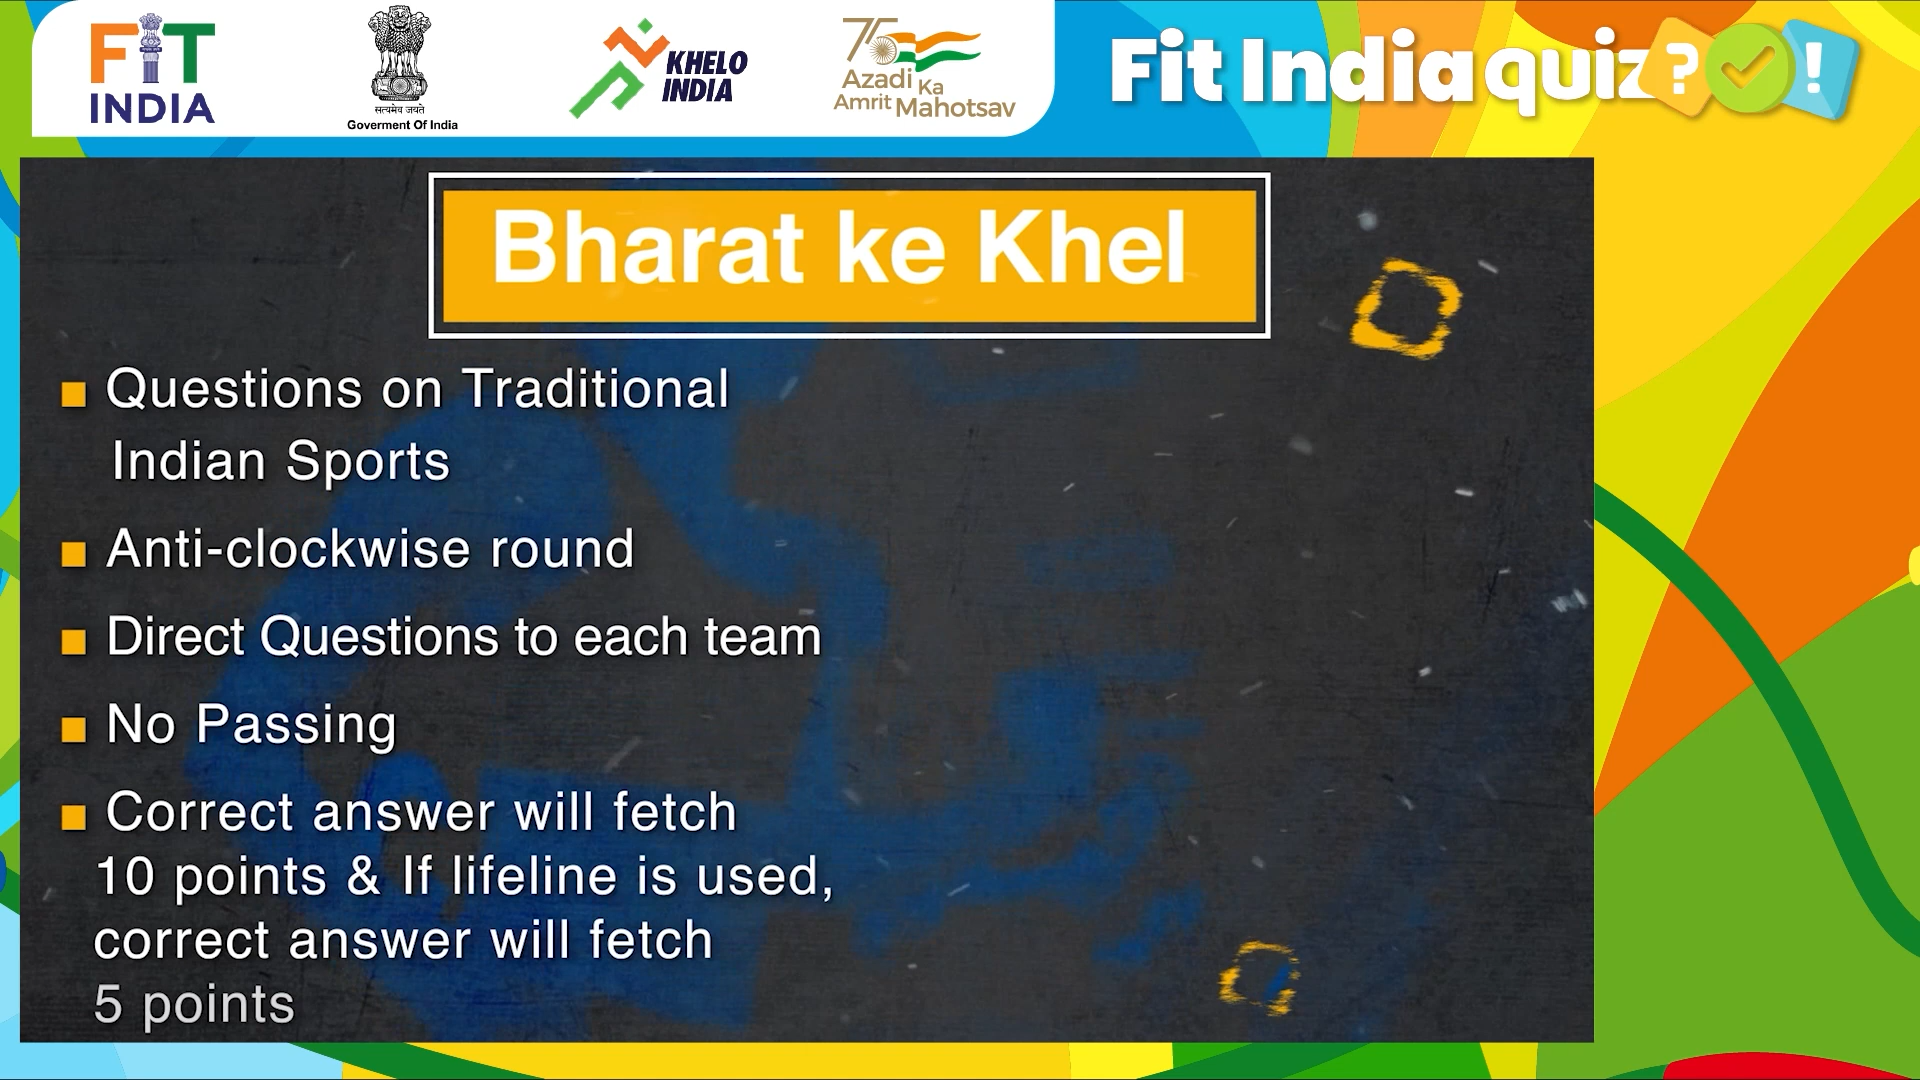 FIT
INDIA
सत्यमेव जयते
Goverment Of India
KHELO
INDIA
75
Azadi Ka
Amrit Mahotsav
Fit India quiz ? !
Bharat ke Khel
Questions on Traditional
Indian Sports
Anti-clockwise round
Direct Questions to each team
No Passing
Correct answer will fetch
10 points & If lifeline is used,
correct answer will fetch
5 points